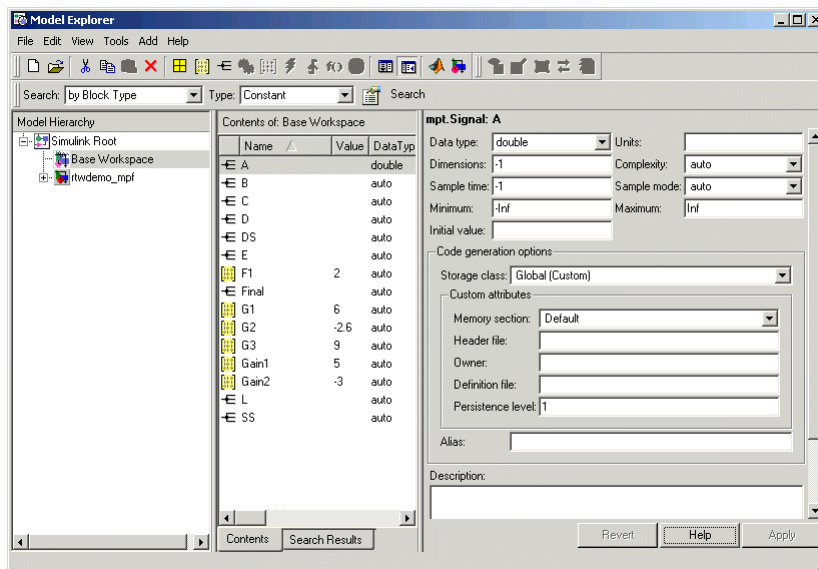 Model Explorer
File Edit View Tools Add Help
Search: by Block Type Type: Constant Search
Model Hierarchy
Simulink Root
Base Workspace
rtwdemo_mpf
Contents of: Base Workspace
Name Value DataTyp
A double
B auto
C auto
D auto
DS auto
E auto
F1 2 auto
Final auto
G1 6 auto
G2 -2.6 auto
G3 9 auto
Gain1 5 auto
Gain2 -3 auto
L auto
SS auto
Contents Search Results
mpt.Signal: A
Data type: double Units:
Dimensions: -1 Complexity: auto
Sample time: -1 Sample mode: auto
Minimum: -Inf Maximum: Inf
Initial value:
Code generation options
Storage class: Global (Custom)
Custom attributes
Memory section: Default
Header file:
Owner:
Definition file:
Persistence level: 1
Alias:
Description:
Revert Help Apply